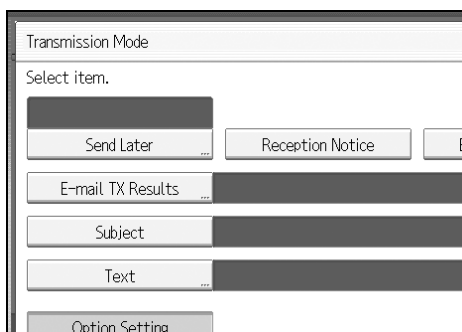 Transmission Mode
Select item.
Send Later ... Reception Notice
E-mail TX Results ...
Subject
Text ...
Option Setting